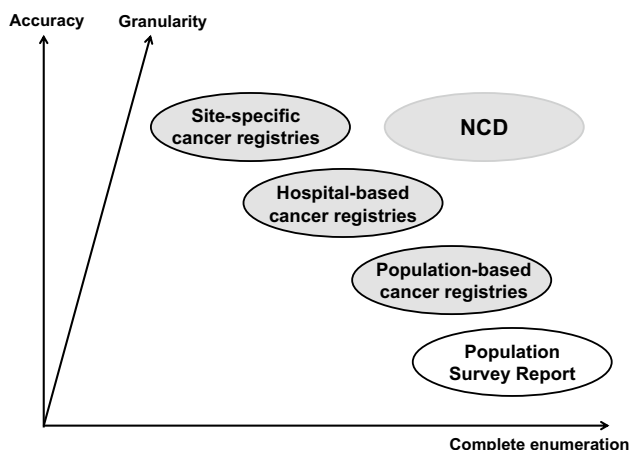 Accuracy
Granularity
Site-specific
cancer registries
NCD
Hospital-based
cancer registries
Population-based
cancer registries
Population
Survey Report
Complete enumeration